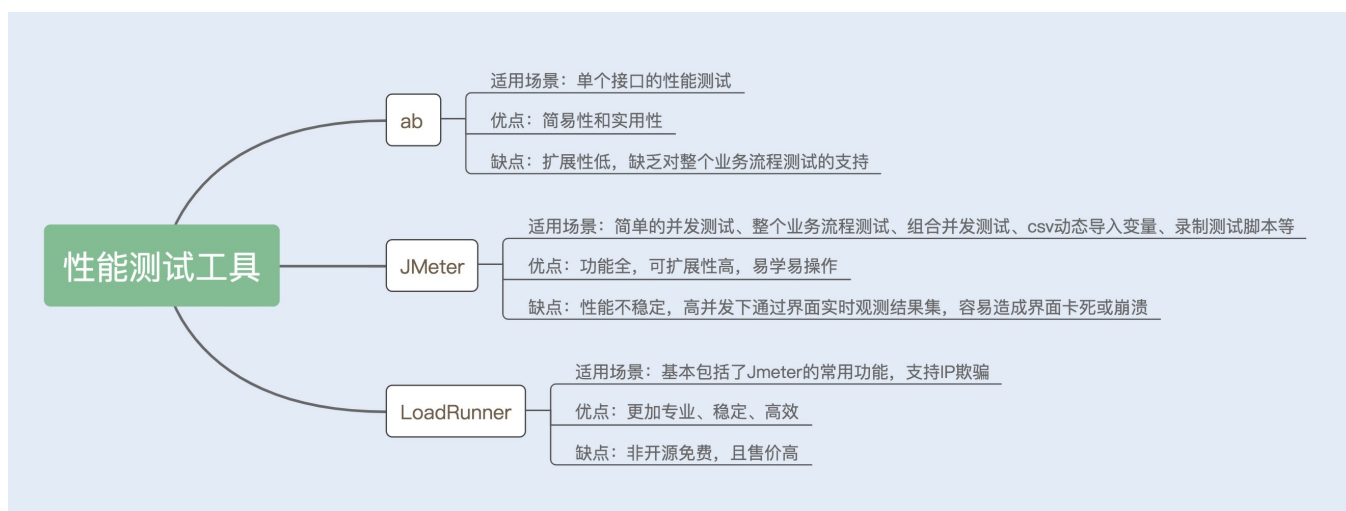 性能测试工具
ab
适用场景：单个接口的性能测试
优点：简易性和实用性
缺点：扩展性低，缺乏对整个业务流程测试的支持
JMeter
适用场景：简单的并发测试、整个业务流程测试、组合并发测试、csv动态导入变量、录制测试脚本等
优点：功能全，可扩展性高，易学易操作
缺点：性能不稳定，高并发下通过界面实时观测结果集，容易造成界面卡死或崩溃
LoadRunner
适用场景：基本包括了Jmeter的常用功能，支持IP欺骗
优点：更加专业、稳定、高效
缺点：非开源免费，且售价高